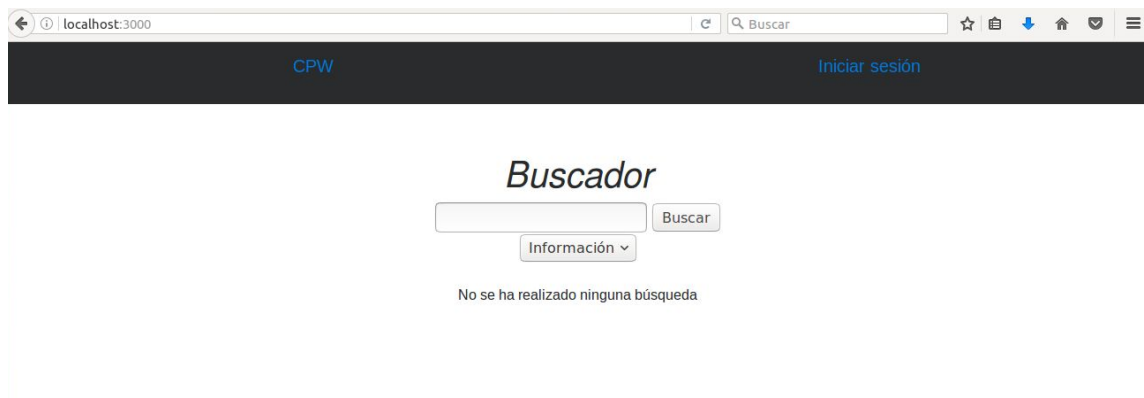 localhost:3000 Buscar
CPW Iniciar sesión
Buscador
Buscar
Información
No se ha realizado ninguna búsqueda